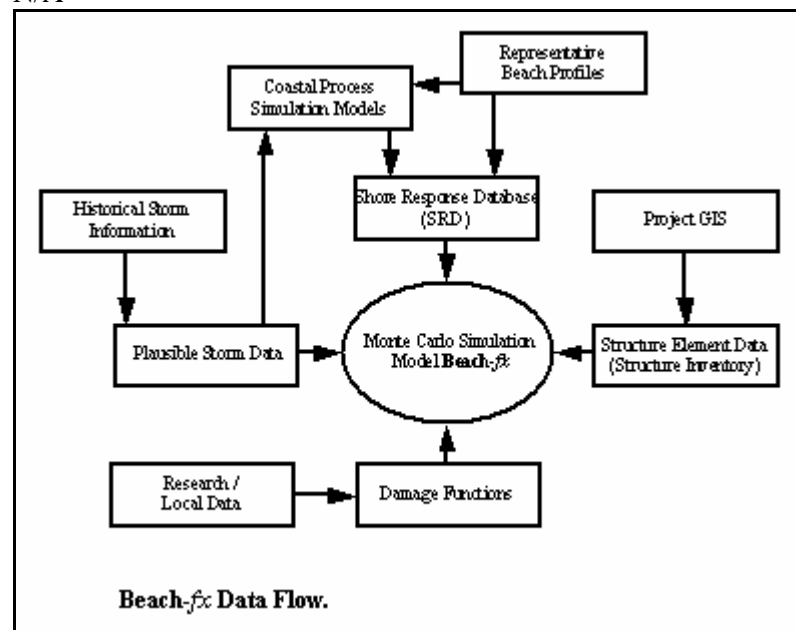 N/A
Representative
Beach Profiles
Coastal Process
Simulation Models
Shore Response Database
(SRD)
Historical Storm
Information
Project GIS
Plausible Storm Data
Monte Carlo Simulation
Model Beach-fx
Structure Element Data
(Structure Inventory)
Research /
Local Data
Damage Functions
Beach-fx Data Flow.